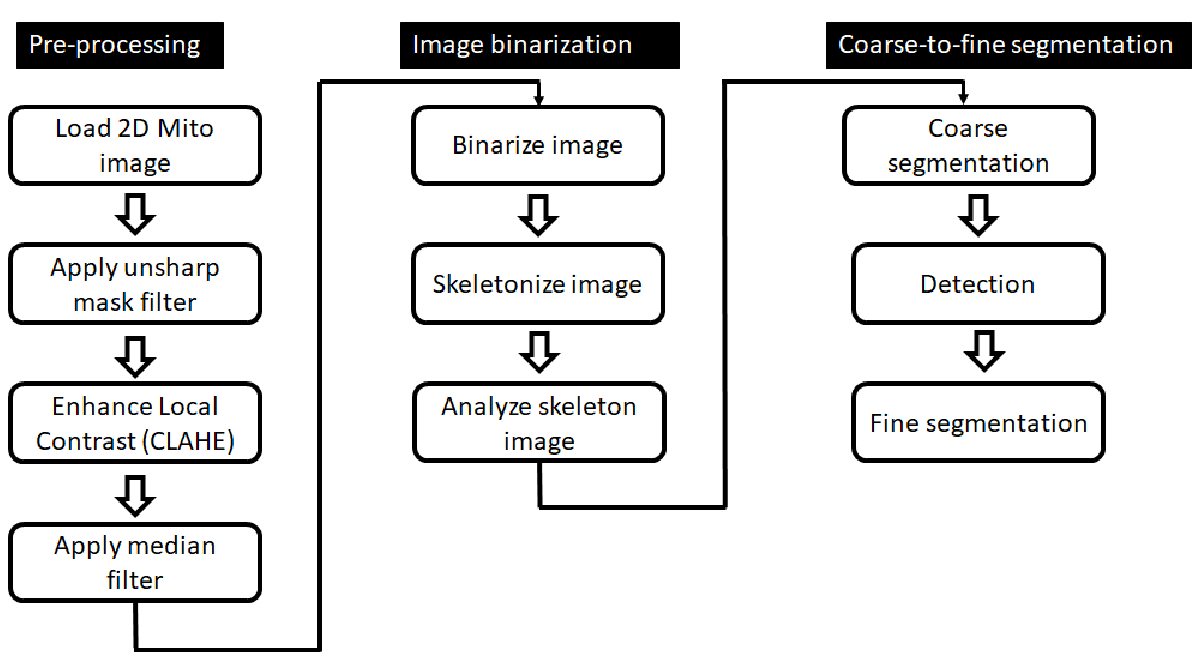 Pre-processing
Load 2D Mito
image
Apply unsharp
mask filter
Enhance Local
Contrast (CLAHE)
Apply median
filter
Image binarization
Binarize image
Skeletonize image
Analyze skeleton
image
Coarse-to-fine segmentation
Coarse
segmentation
Detection
Fine segmentation